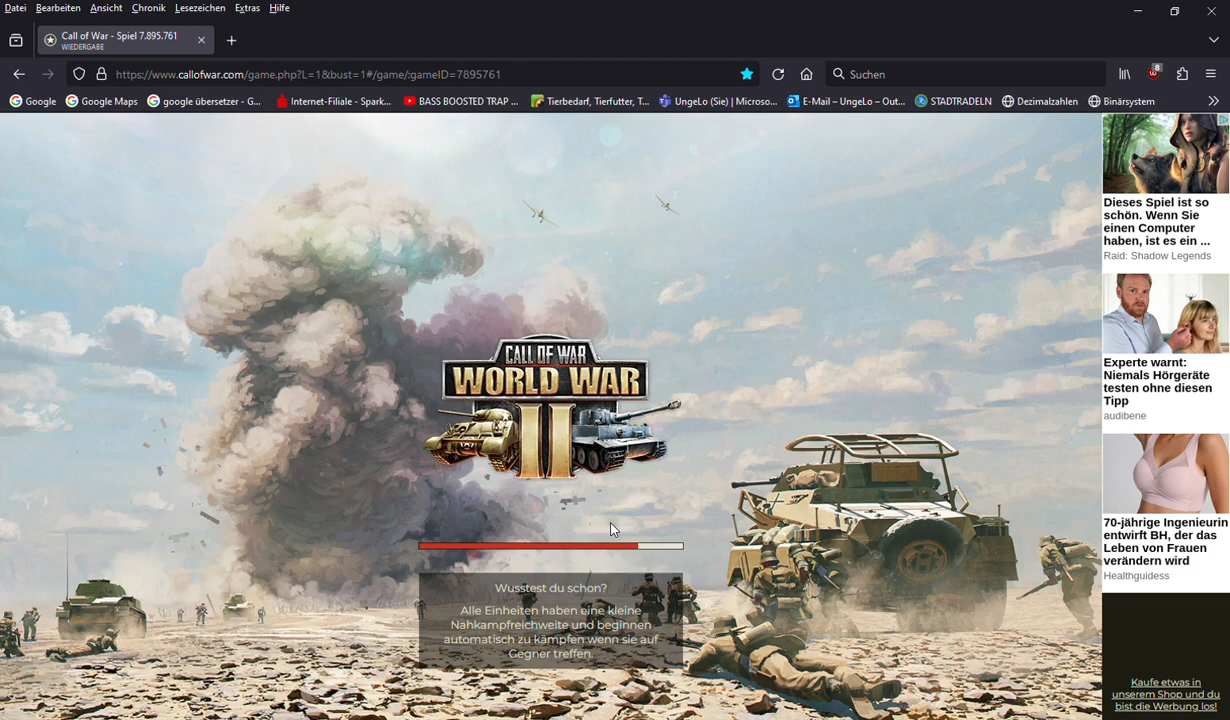 Datei Bearbeiten Ansicht Chronik Lesezeichen Extras Hilfe
Call of War - Spiel 7.895.761
WIEDERGABE
https://www.callofwar.com/game.php?L=1&bust=1#/game/:gameID=7895761
8
Suchen
Google
Google Maps
google übersetzer - G...
Internet-Filiale - Spark...
BASS BOOSTED TRAP ...
Tierbedarf, Tierfutter, T...
UngeLo (Sie) | Microso...
E-Mail – UngeLo – Out...
STADTRADELN
Dezimalzahlen
Binärsystem
CALL OF WAR
WORLD WAR
II
Wusstest du schon?
Alle Einheiten haben eine kleine
Nahkampfreichweite und beginnen
automatisch zu kämpfen wenn sie auf
Gegner treffen.
Dieses Spiel ist so
schön. Wenn Sie
einen Computer
haben, ist es ein ...
Raid: Shadow Legends
Experte warnt:
Niemals Hörgeräte
testen ohne diesen
Tipp
audibene
70-jährige Ingenieurin
entwirft BH, der das
Leben von Frauen
verändern wird
Healthguidess
Kaufe etwas in
unserem Shop und du
bist die Werbung los!